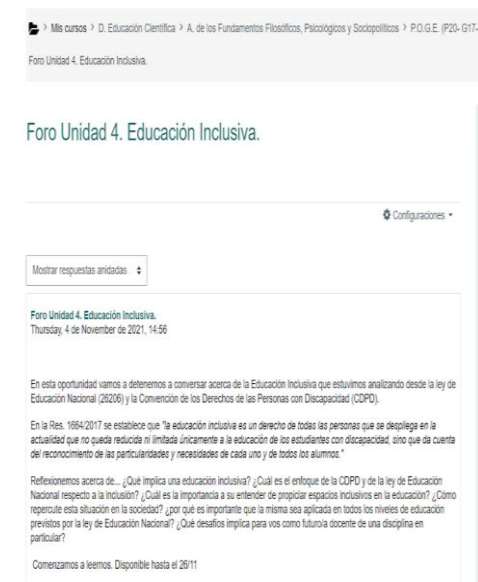 > Mis cursos > D. Educación Científica > A. de los Fundamentos Filosóficos, Psicológicos y Sociopolíticos > P.O.G.E. (P20- G17-
Foro Unidad 4. Educación Inclusiva.
Foro Unidad 4. Educación Inclusiva.
Configuraciones
Mostrar respuestas anidadas
Foro Unidad 4. Educación Inclusiva.
Thursday, 4 de November de 2021, 14:56
En esta oportunidad vamos a detenernos a conversar acerca de la Educación Inclusiva que estuvimos analizando desde la ley de
Educación Nacional (26206) y la Convención de los Derechos de las Personas con Discapacidad (CDPD).
En la Res. 1664/2017 se establece que "la educación inclusiva es un derecho de todas las personas que se despliega en la
actualidad que no queda reducida ni limitada únicamente a la educación de los estudiantes con discapacidad, sino que da cuenta
del reconocimiento de las particularidades y necesidades de cada uno y de todos los alumnos."
Reflexionemos acerca de... ¿Qué implica una educación inclusiva? ¿Cuál es el enfoque de la CDPD y de la ley de Educación
Nacional respecto a la inclusión? ¿Cuál es la importancia a su entender de propiciar espacios inclusivos en la educación? ¿Cómo
repercute esta situación en la sociedad? ¿por qué es importante que la misma sea aplicada en todos los niveles de educación
previstos por la ley de Educación Nacional? ¿Qué desafíos implica para vos como futuro/a docente de una disciplina en
particular?
Comenzamos a leernos. Disponible hasta el 26/11